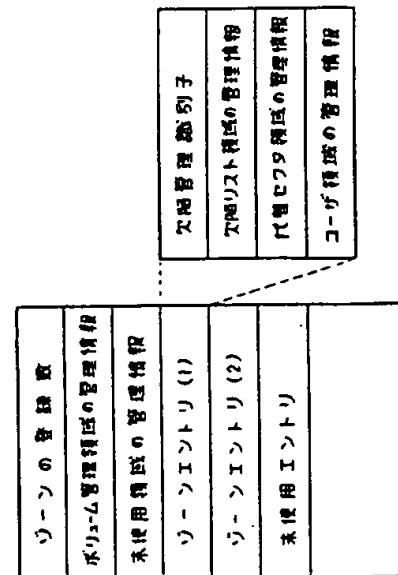 ゾーンの登録数
ボリューム管理領域の管理情報
未使用領域の管理情報
ゾーンエントリ(1)
ゾーンエントリ(2)
未使用エントリ
欠陥管理識別子
欠陥リスト領域の管理情報
代替セクタ領域の管理情報
ユーザ領域の管理情報